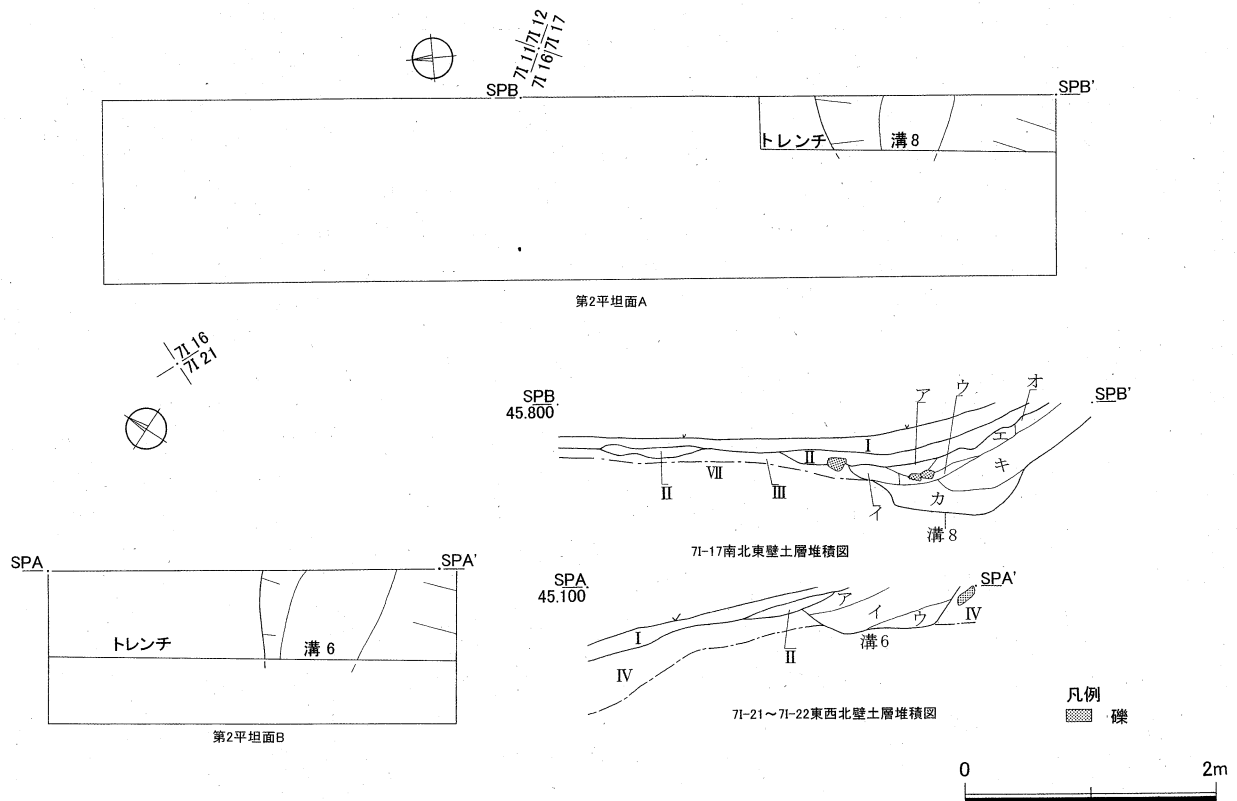 7I 11 7I 12
7I 16 7I 17
SPB
SPB'
トレンチ
溝8
第2平坦面A
7I 16
7I 21
SPB
45.800
ア
ウ
オ
SPB'
I
エ
II
キ
VII
カ
II
III
イ
溝8
7I-17南北東壁土層堆積図
SPA
SPA'
トレンチ
溝6
第2平坦面B
SPA
45.100
SPA'
ア
イ
ウ
IV
I
溝6
II
IV
7I-21～7I-22東西北壁土層堆積図
凡例
礫
0
2m